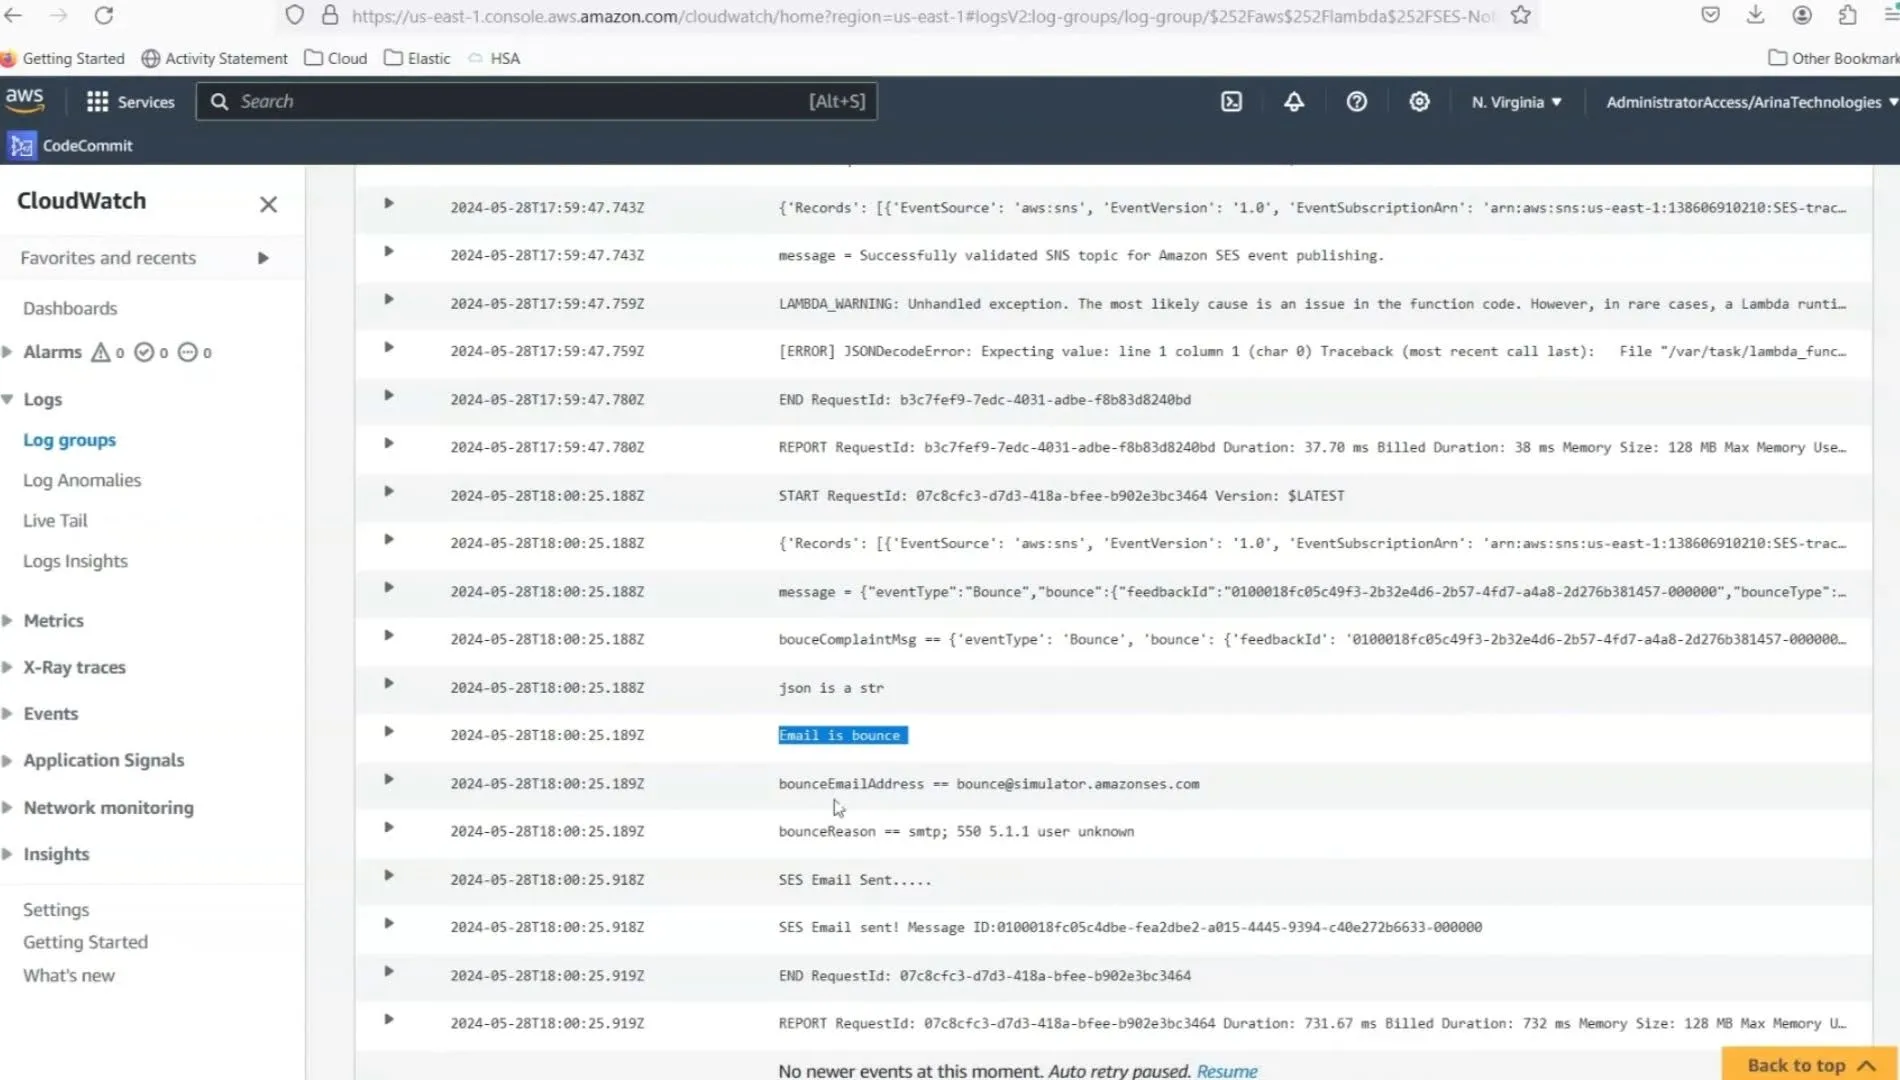 https://us-east-1.console.aws.amazon.com/cloudwatch/home?region=us-east-1#logsV2:log-groups/log-group/$252Faws$252Flambda$252FSES-Not
Getting Started Activity Statement Cloud Elastic HSA Other Bookmark
aws Services Search [Alt+S] N. Virginia AdministratorAccess/ArinaTechnologies
CodeCommit
CloudWatch
Favorites and recents
Dashboards
Alarms 0 0 0
Logs
Log groups
Log Anomalies
Live Tail
Logs Insights
Metrics
X-Ray traces
Events
Application Signals
Network monitoring
Insights
Settings
Getting Started
What's new
2024-05-28T17:59:47.743Z {'Records': [{'EventSource': 'aws:sns', 'EventVersion': '1.0', 'EventSubscriptionArn': 'arn:aws:sns:us-east-1:138606910210:SES-trac…
2024-05-28T17:59:47.743Z message = Successfully validated SNS topic for Amazon SES event publishing.
2024-05-28T17:59:47.759Z LAMBDA_WARNING: Unhandled exception. The most likely cause is an issue in the function code. However, in rare cases, a Lambda runti…
2024-05-28T17:59:47.759Z [ERROR] JSONDecodeError: Expecting value: line 1 column 1 (char 0) Traceback (most recent call last): File "/var/task/lambda_func…
2024-05-28T17:59:47.780Z END RequestId: b3c7fef9-7edc-4031-adbe-f8b83d8240bd
2024-05-28T17:59:47.780Z REPORT RequestId: b3c7fef9-7edc-4031-adbe-f8b83d8240bd Duration: 37.70 ms Billed Duration: 38 ms Memory Size: 128 MB Max Memory Use…
2024-05-28T18:00:25.188Z START RequestId: 07c8cfc3-d7d3-418a-bfee-b902e3bc3464 Version: $LATEST
2024-05-28T18:00:25.188Z {'Records': [{'EventSource': 'aws:sns', 'EventVersion': '1.0', 'EventSubscriptionArn': 'arn:aws:sns:us-east-1:138606910210:SES-trac…
2024-05-28T18:00:25.188Z message = {"eventType":"Bounce","bounce":{"feedbackId":"0100018fc05c49f3-2b32e4d6-2b57-4fd7-a4a8-2d276b381457-000000","bounceType":…
2024-05-28T18:00:25.188Z bouceComplaintMsg == {'eventType': 'Bounce', 'bounce': {'feedbackId': '0100018fc05c49f3-2b32e4d6-2b57-4fd7-a4a8-2d276b381457-000000…
2024-05-28T18:00:25.188Z json is a str
2024-05-28T18:00:25.189Z Email is bounce
2024-05-28T18:00:25.189Z bounceEmailAddress == bounce@simulator.amazonses.com
2024-05-28T18:00:25.189Z bounceReason == smtp; 550 5.1.1 user unknown
2024-05-28T18:00:25.918Z SES Email Sent.....
2024-05-28T18:00:25.918Z SES Email sent! Message ID:0100018fc05c4dbe-fea2dbe2-a015-4445-9394-c40e272b6633-000000
2024-05-28T18:00:25.919Z END RequestId: 07c8cfc3-d7d3-418a-bfee-b902e3bc3464
2024-05-28T18:00:25.919Z REPORT RequestId: 07c8cfc3-d7d3-418a-bfee-b902e3bc3464 Duration: 731.67 ms Billed Duration: 732 ms Memory Size: 128 MB Max Memory U…
No newer events at this moment. Auto retry paused. Resume
Back to top